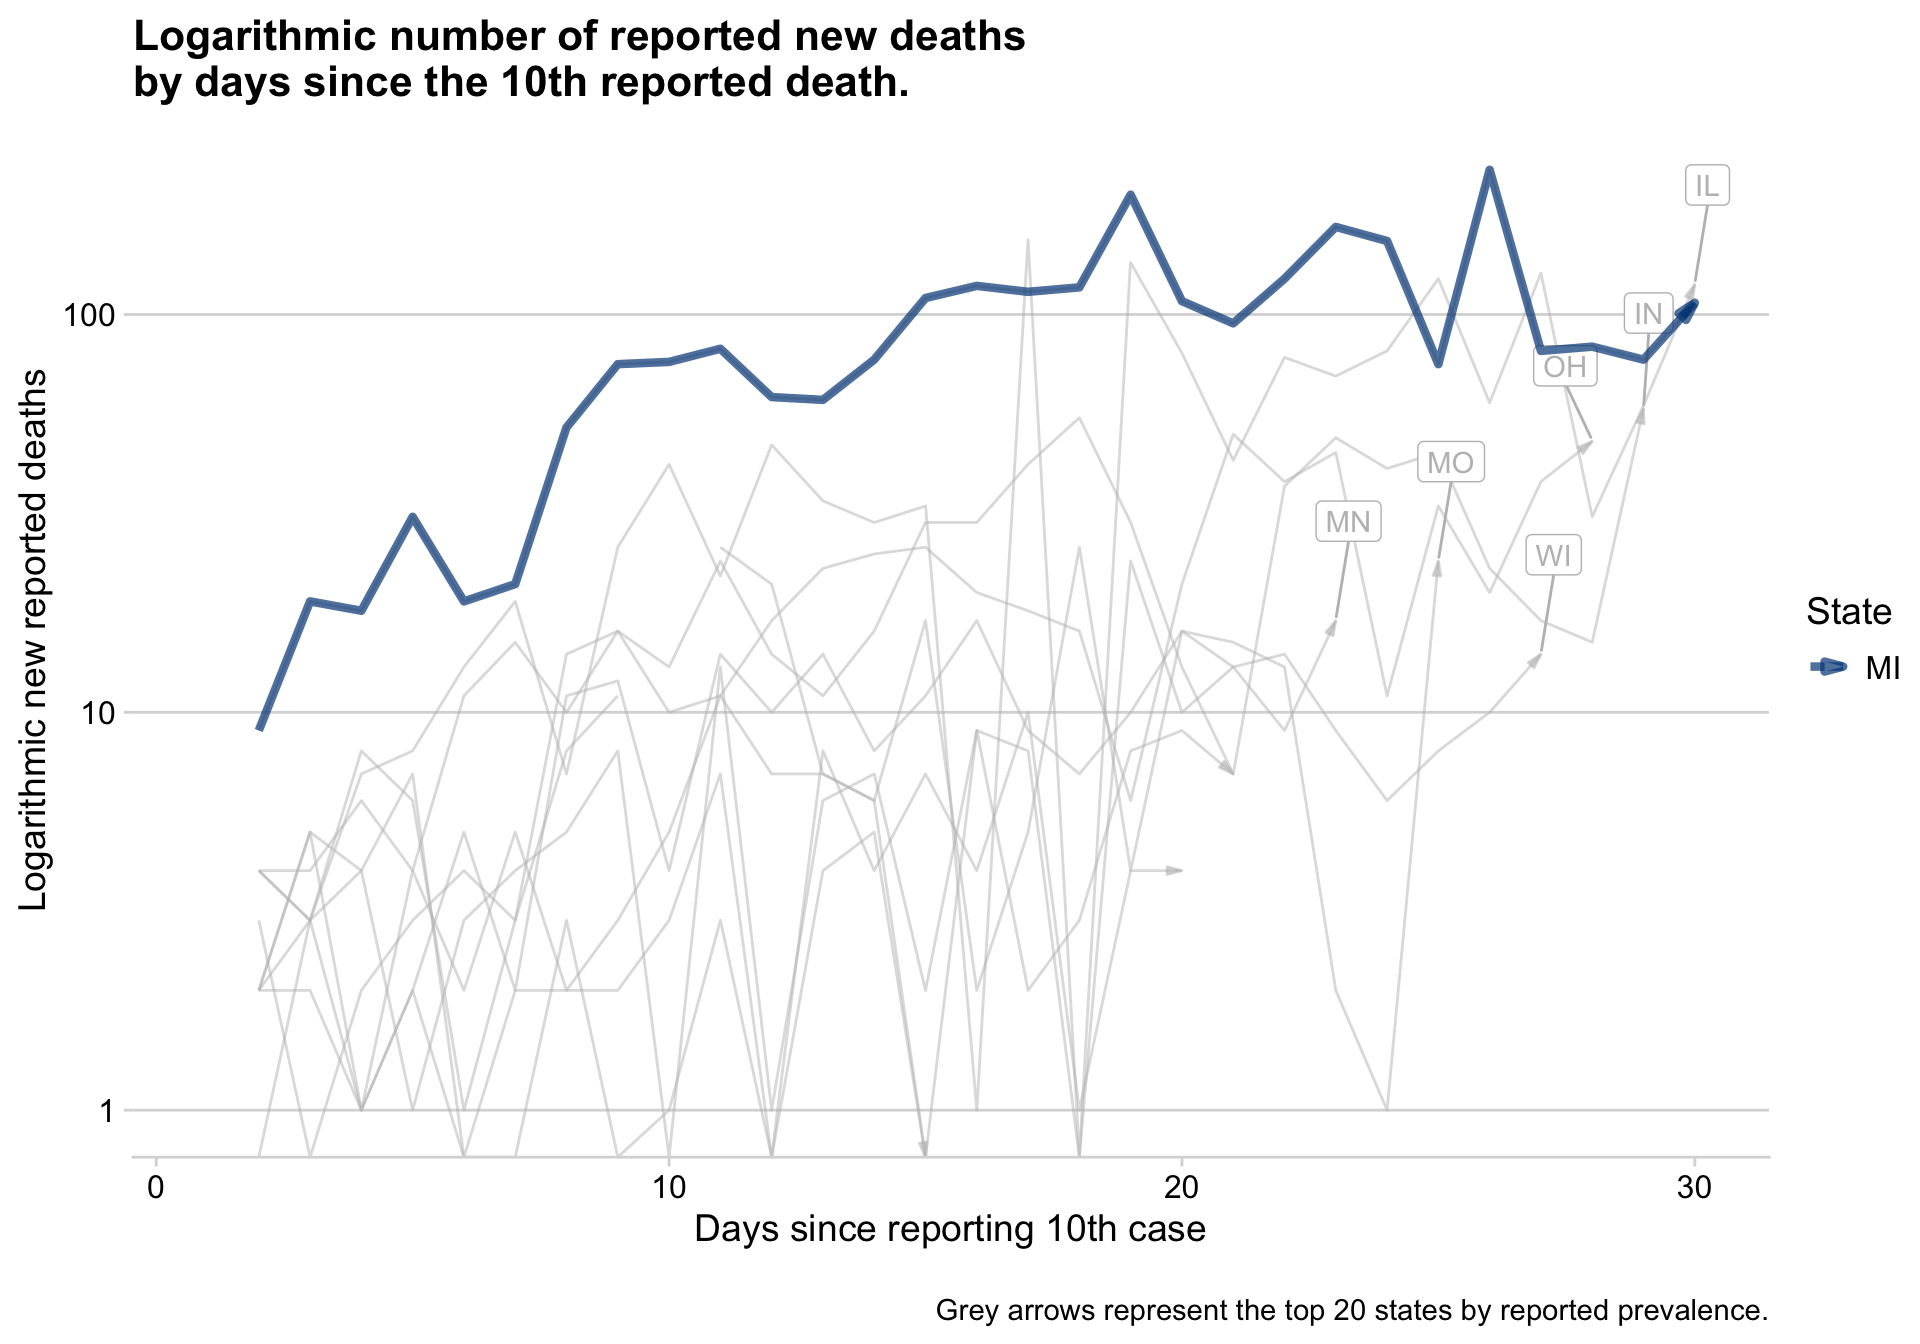 Logarithmic number of reported new deaths
by days since the 10th reported death.
Logarithmic new reported deaths
100
10
1
IL
IN
OH
MO
MN
WI
State
MI
0
10
20
30
Days since reporting 10th case
Grey arrows represent the top 20 states by reported prevalence.